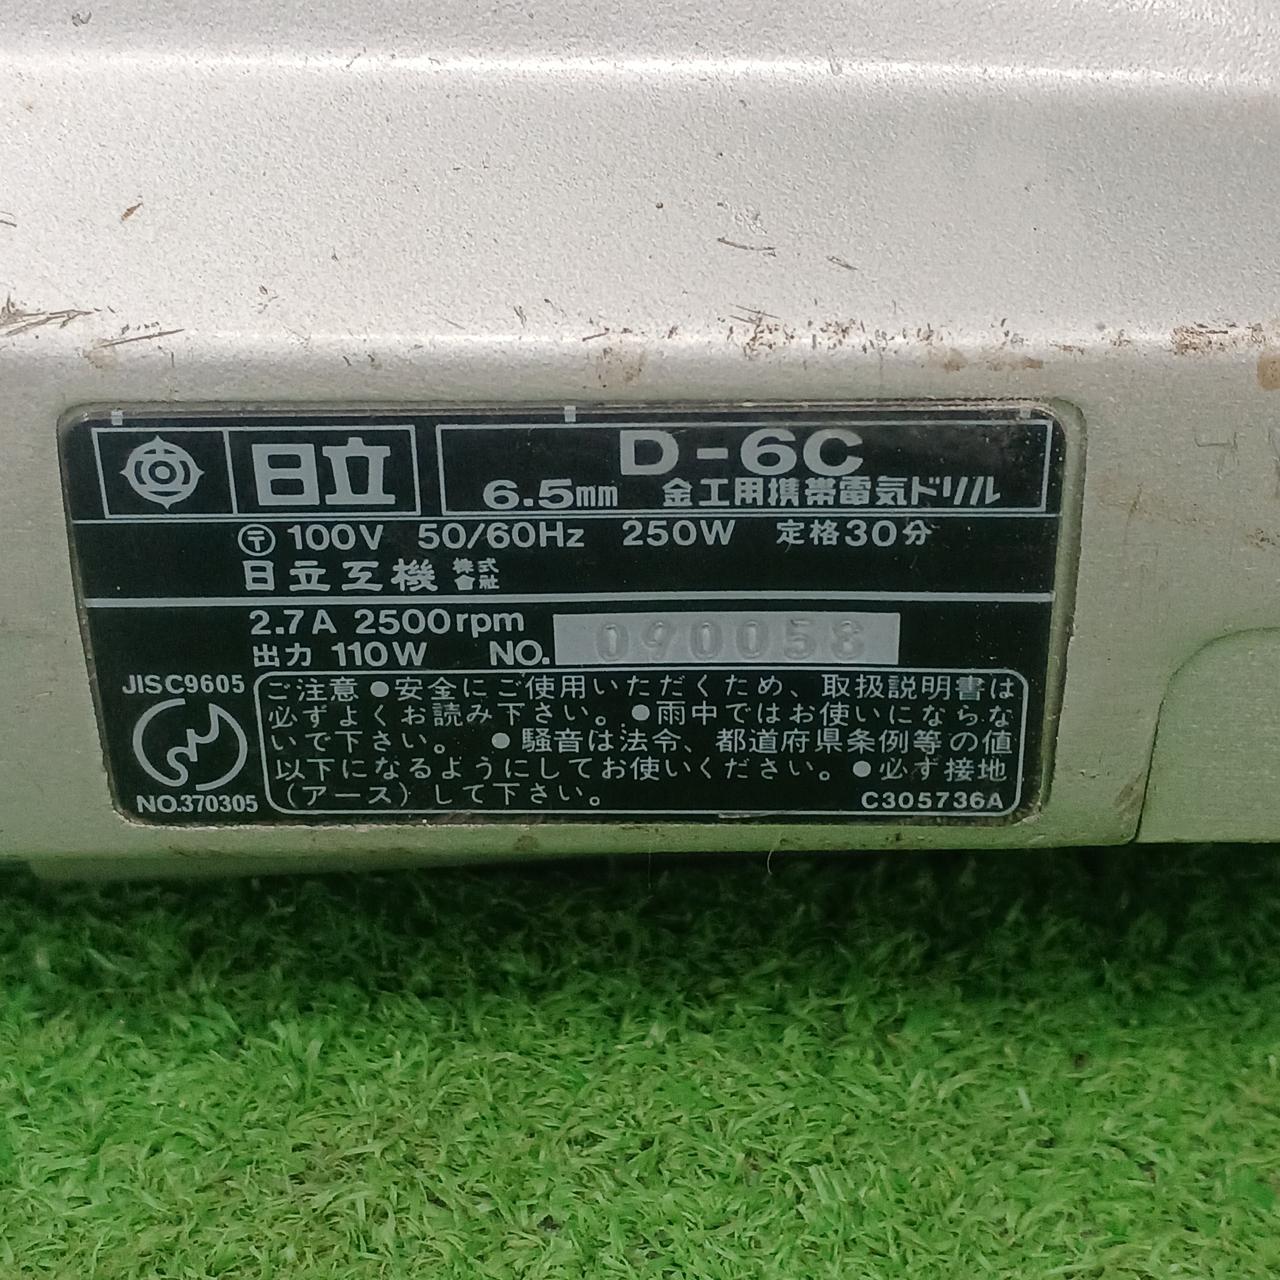 日立
D-6C
6.5mm 金工用携帯電気ドリル
〒 100V 50/60Hz 250W 定格30分
日立工機 株式會社
2.7A 2500rpm
出力 110W NO. 090058
JISC9605
NO.370305
ご注意 ●安全にご使用いただくため、取扱説明書は
必ずよくお読み下さい。●雨中ではお使いにならな
いで下さい。 ●騒音は法令、都道府県条例等の値
以下になるようにしてお使いください。●必ず接地
(アース)して下さい。 C305736A